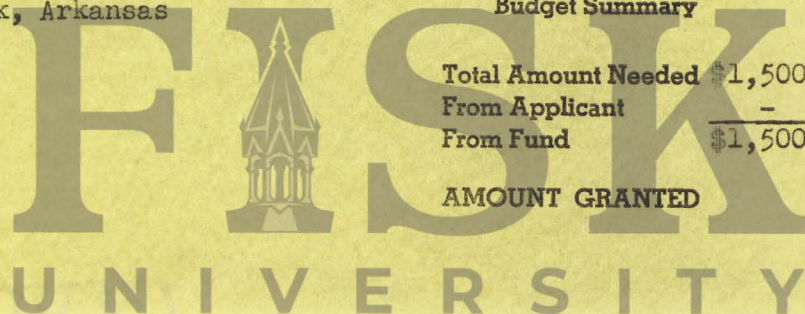 k, Arkansas
Budget Summary
Total Amount Needed $1,500
From Applicant -
From Fund $1,500
AMOUNT GRANTED
FISK
UNIVERSITY